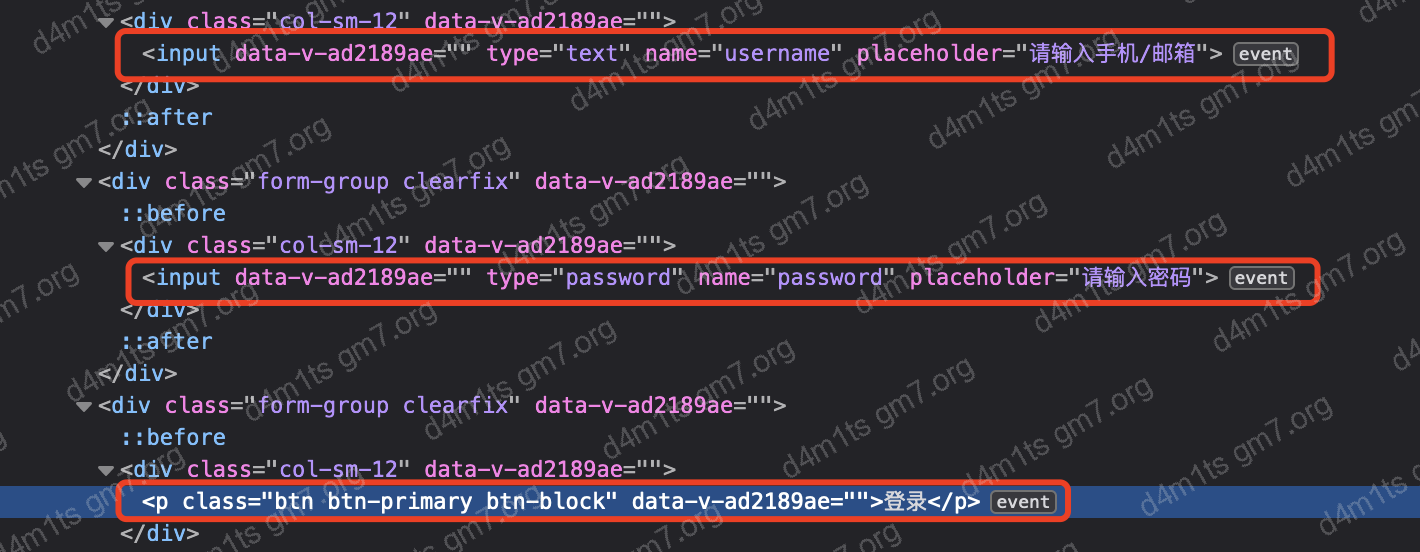 <div class="col-sm-12" data-v-ad2189ae="">
<input data-v-ad2189ae="" type="text" name="username" placeholder="请输入手机/邮箱"> event
</div>
::after
</div>
<div class="form-group clearfix" data-v-ad2189ae="">
::before
<div class="col-sm-12" data-v-ad2189ae="">
<input data-v-ad2189ae="" type="password" name="password" placeholder="请输入密码"> event
</div>
::after
</div>
<div class="form-group clearfix" data-v-ad2189ae="">
::before
<div class="col-sm-12" data-v-ad2189ae="">
<p class="btn btn-primary btn-block" data-v-ad2189ae="">登录</p> event
</div>
d4m1ts gm7.org